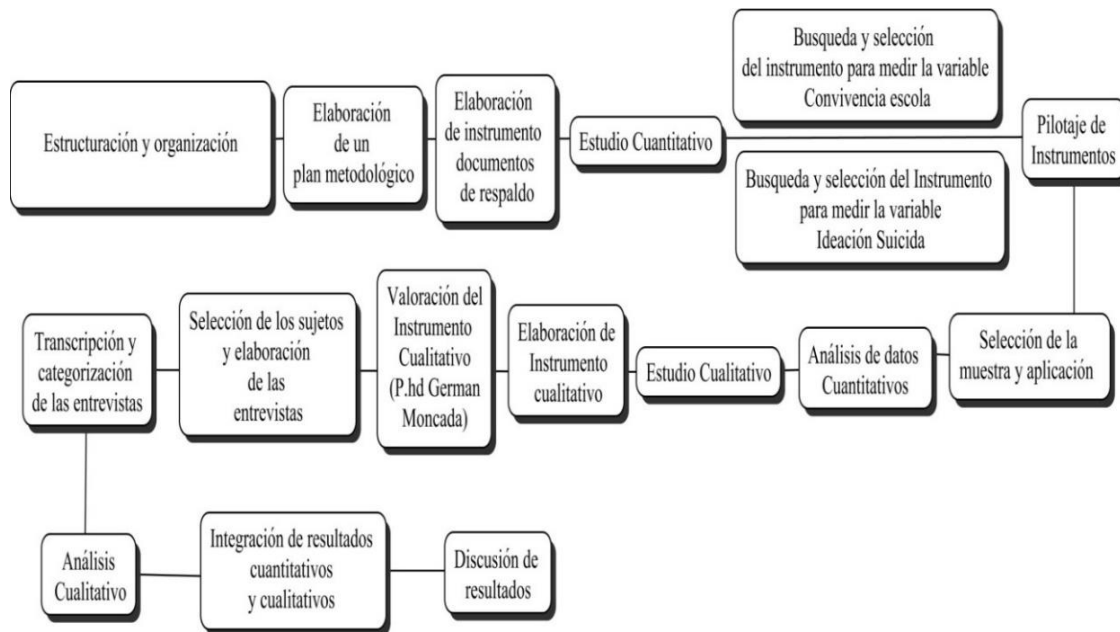 Estructuración y organización
Elaboración
de un
plan metodológico
Elaboración
de instrumento
documentos
de respaldo
Estudio Cuantitativo
Busqueda y selección
del instrumento para medir la variable
Convivencia escola
Busqueda y selección del Instrumento
para medir la variable
Ideación Suicida
Pilotaje de
Instrumentos
Selección de la
muestra y aplicación
Análisis de datos
Cuantitativos
Estudio Cualitativo
Elaboración de
Instrumento
cualitativo
Valoración del
Instrumento
Cualitativo
(P.hd German
Moncada)
Selección de los sujetos
y elaboración
de las
entrevistas
Transcripción y
categorización
de las entrevistas
Análisis
Cualitativo
Integración de resultados
cuantitativos
y cualitativos
Discusión de
resultados